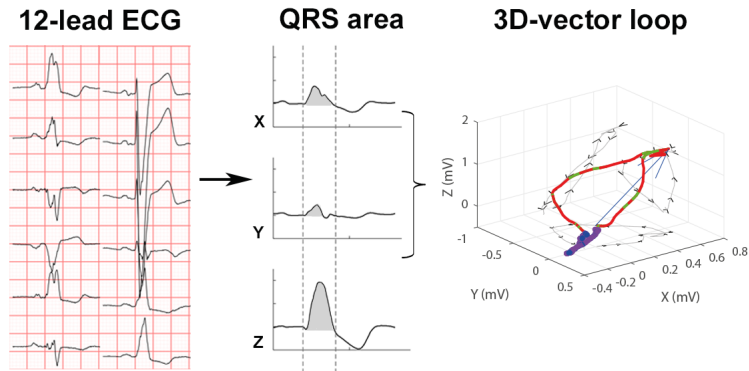 12-lead ECG
QRS area
3D-vector loop
X
Y
Z
Z (mV)
2
1
0
-1
-0.5
0
0.5
Y (mV)
-0.4
-0.2
0
0.2
0.4
0.6
0.8
X (mV)